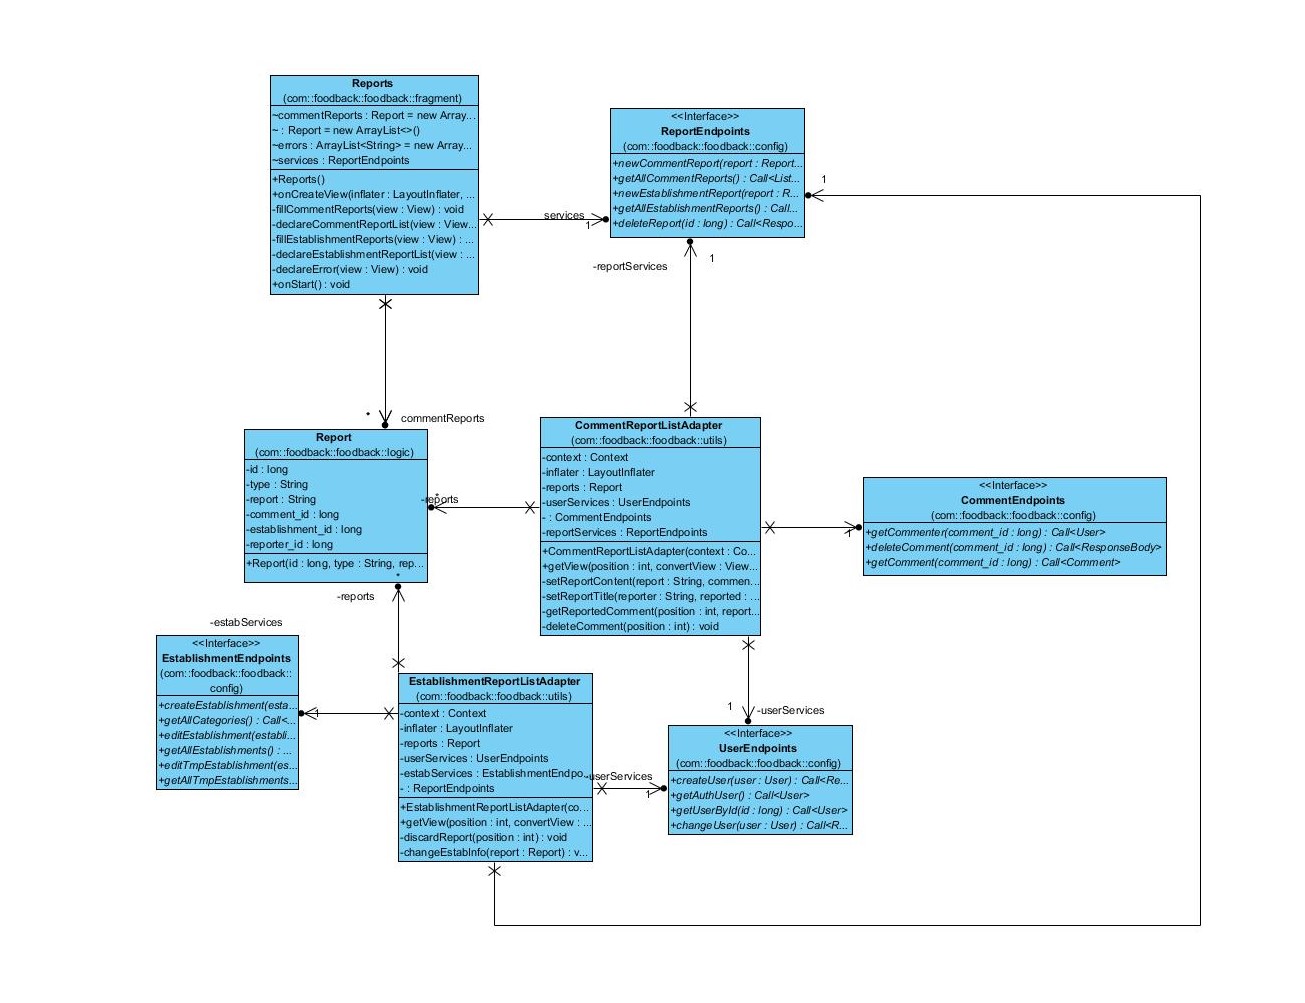 Reports
(com::foodback::foodback::fragment)
~commentReports : Report = new Array...
~ : Report = new ArrayList<>()
~errors : ArrayList<String> = new Array...
~services : ReportEndpoints
+Reports()
+onCreateView(inflater : LayoutInflater, ...
-fillCommentReports(view : View) : void
-declareCommentReportList(view : View...
-fillEstablishmentReports(view : View) : ...
-declareEstablishmentReportList(view : ...
-declareError(view : View) : void
+onStart() : void
<<Interface>>
ReportEndpoints
(com::foodback::foodback::config)
+newCommentReport(report : Report...
+getAllCommentReports() : Call<List...
+newEstablishmentReport(report : R...
+getAllEstablishmentReports() : Call...
+deleteReport(id : long) : Call<Respo...
1
services
1
-reportServices
1
*
commentReports
Report
(com::foodback::foodback::logic)
-id : long
-type : String
-report : String
-comment_id : long
-establishment_id : long
-reporter_id : long
+Report(id : long, type : String, rep...
*
-reports
*
-reports
CommentReportListAdapter
(com::foodback::foodback::utils)
-context : Context
-inflater : LayoutInflater
-reports : Report
-userServices : UserEndpoints
- : CommentEndpoints
-reportServices : ReportEndpoints
+CommentReportListAdapter(context : Co...
+getView(position : int, convertView : View...
-setReportContent(report : String, commen...
-setReportTitle(reporter : String, reported : ...
-getReportedComment(position : int, report...
-deleteComment(position : int) : void
1
<<Interface>>
CommentEndpoints
(com::foodback::foodback::config)
+getCommenter(comment_id : long) : Call<User>
+deleteComment(comment_id : long) : Call<ResponseBody>
+getComment(comment_id : long) : Call<Comment>
-estabServices
<<Interface>>
EstablishmentEndpoints
(com::foodback::foodback::
config)
+createEstablishment(esta...
+getAllCategories() : Call<...
+editEstablishment(establi...
+getAllEstablishments() : ...
+editTmpEstablishment(es...
+getAllTmpEstablishments...
1
EstablishmentReportListAdapter
(com::foodback::foodback::utils)
-context : Context
-inflater : LayoutInflater
-reports : Report
-userServices : UserEndpoints
-estabServices : EstablishmentEndpo...
- : ReportEndpoints
+EstablishmentReportListAdapter(co...
+getView(position : int, convertView : ...
-discardReport(position : int) : void
-changeEstabInfo(report : Report) : v...
-userServices
1
1
-userServices
<<Interface>>
UserEndpoints
(com::foodback::foodback::config)
+createUser(user : User) : Call<Re...
+getAuthUser() : Call<User>
+getUserById(id : long) : Call<User>
+changeUser(user : User) : Call<R...